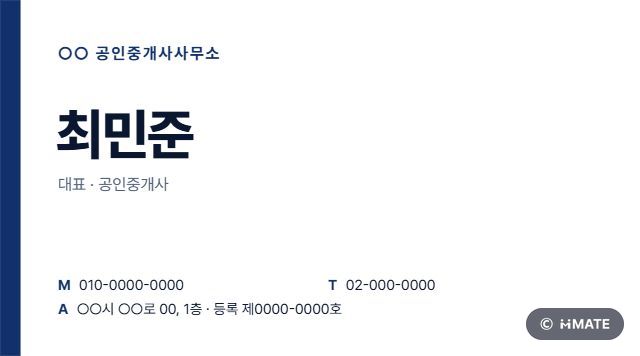 ○○ 공인중개사사무소
최민준
대표 · 공인중개사
M 010-0000-0000 T 02-000-0000
A ○○시 ○○로 00, 1층 · 등록 제0000-0000호
© MMATE